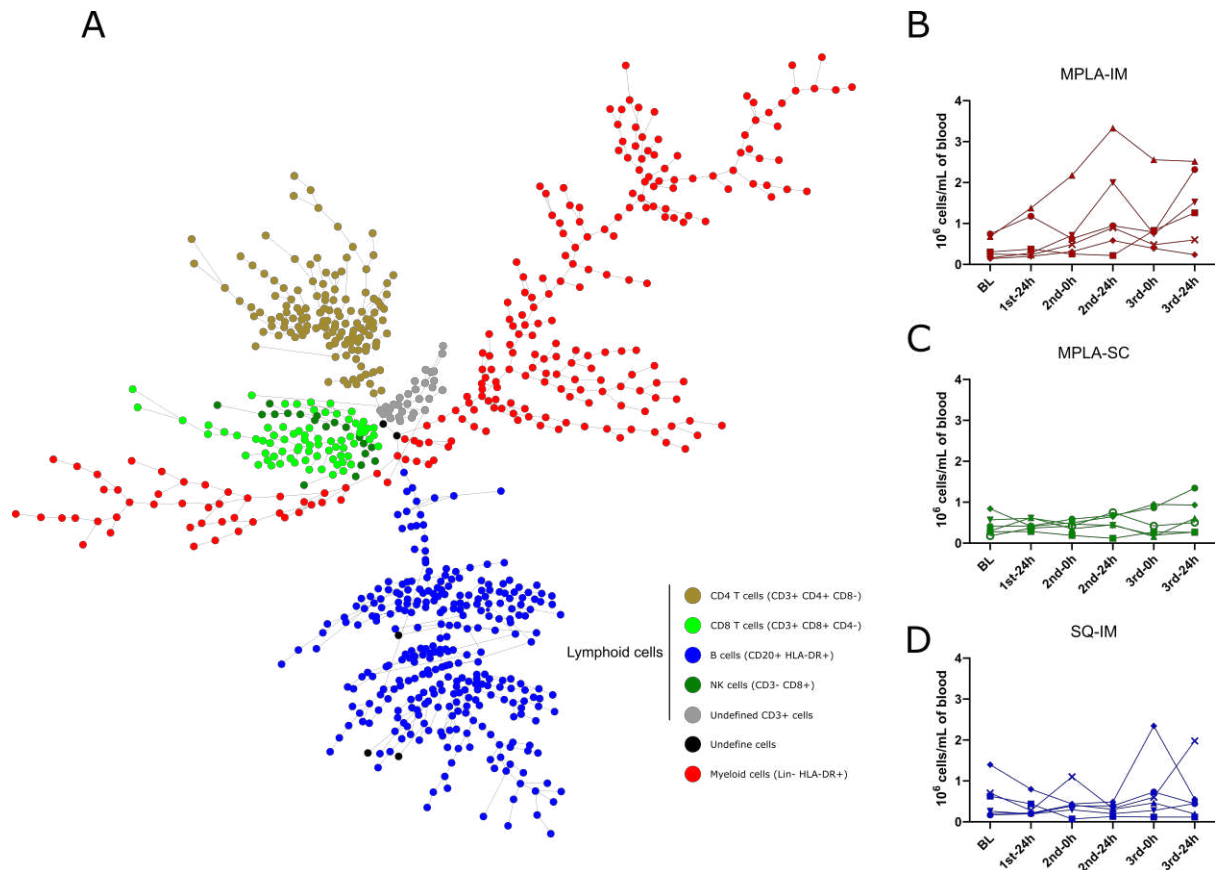 A
CD4 T cells (CD3+ CD4+ CD8-)
CD8 T cells (CD3+ CD8+ CD4-)
Lymphoid cells
B cells (CD20+ HLA-DR+)
NK cells (CD3- CD8+)
Undefined CD3+ cells
Undefine cells
Myeloid cells (Lin- HLA-DR+)
B
MPLA-IM
10⁶ cells/mL of blood
4
3
2
1
0
BL
1st-24h
2nd-0h
2nd-24h
3rd-0h
3rd-24h
C
MPLA-SC
10⁶ cells/mL of blood
4
3
2
1
0
BL
1st-24h
2nd-0h
2nd-24h
3rd-0h
3rd-24h
D
SQ-IM
10⁶ cells/mL of blood
4
3
2
1
0
BL
1st-24h
2nd-0h
2nd-24h
3rd-0h
3rd-24h